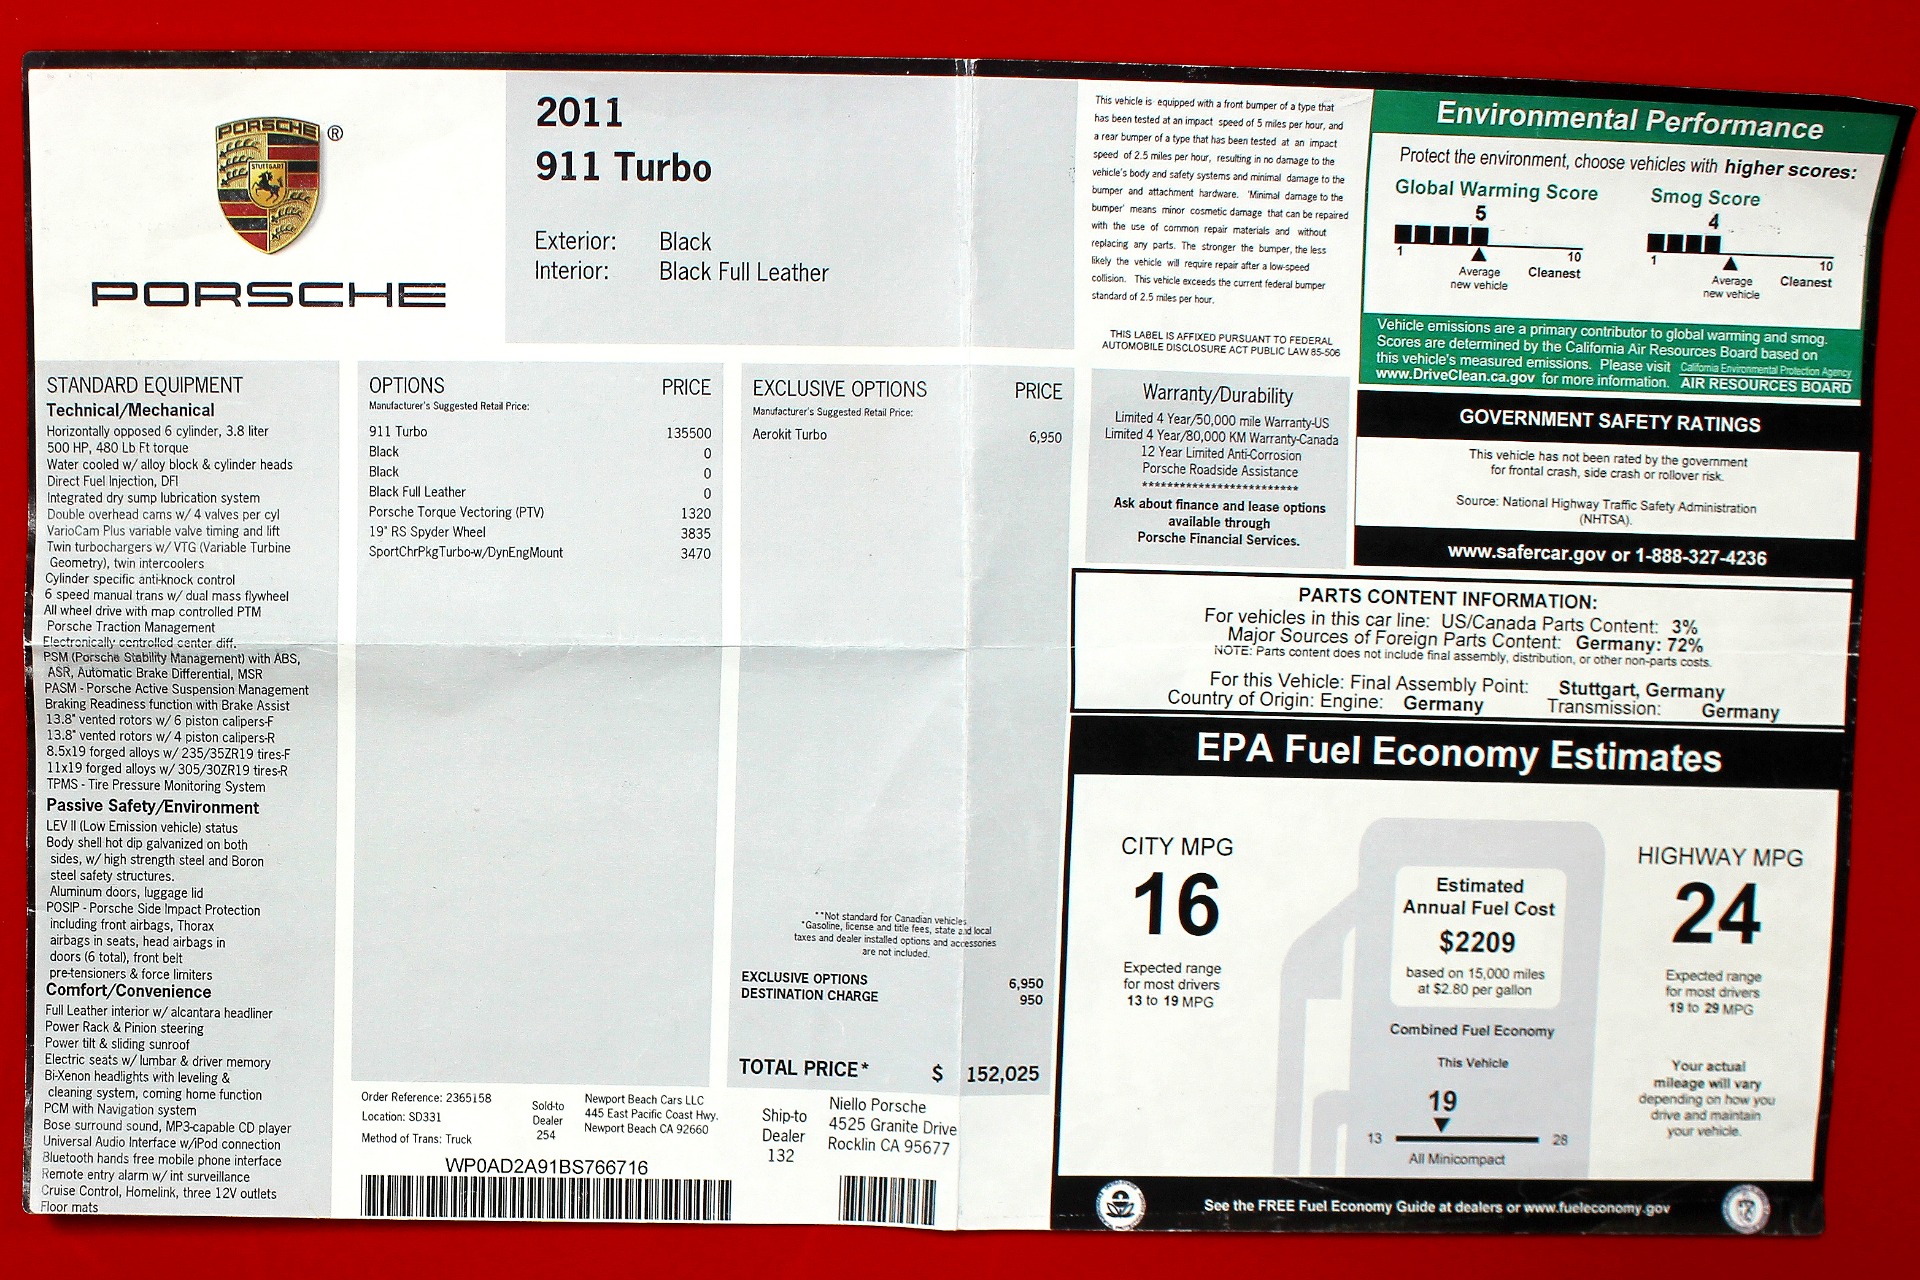 PORSCHE
STUTTGART
®
PORSCHE
2011
911 Turbo
Exterior: Black
Interior: Black Full Leather
STANDARD EQUIPMENT
Technical/Mechanical
Horizontally opposed 6 cylinder, 3.8 liter
500 HP, 480 Lb Ft torque
Water cooled w/ alloy block & cylinder heads
Direct Fuel Injection, DFI
Integrated dry sump lubrication system
Double overhead cams w/ 4 valves per cyl
VarioCam Plus variable valve timing and lift
Twin turbochargers w/ VTG (Variable Turbine
Geometry), twin intercoolers
Cylinder specific anti-knock control
6 speed manual trans w/ dual mass flywheel
All wheel drive with map controlled PTM
Porsche Traction Management
Electronically controlled center diff.
PSM (Porsche Stability Management) with ABS,
ASR, Automatic Brake Differential, MSR
PASM - Porsche Active Suspension Management
Braking Readiness function with Brake Assist
13.8" vented rotors w/ 6 piston calipers-F
13.8" vented rotors w/ 4 piston calipers-R
8.5x19 forged alloys w/ 235/35ZR19 tires-F
11x19 forged alloys w/ 305/30ZR19 tires-R
TPMS - Tire Pressure Monitoring System
Passive Safety/Environment
LEV II (Low Emission vehicle) status
Body shell hot dip galvanized on both
sides, w/ high strength steel and Boron
steel safety structures.
Aluminum doors, luggage lid
POSIP - Porsche Side Impact Protection
including front airbags, Thorax
airbags in seats, head airbags in
doors (6 total), front belt
pre-tensioners & force limiters
Comfort/Convenience
Full Leather interior w/ alcantara headliner
Power Rack & Pinion steering
Power tilt & sliding sunroof
Electric seats w/ lumbar & driver memory
Bi-Xenon headlights with leveling &
cleaning system, coming home function
PCM with Navigation system
Bose surround sound, MP3-capable CD player
Universal Audio Interface w/iPod connection
Bluetooth hands free mobile phone interface
Remote entry alarm w/ int surveillance
Cruise Control, Homelink, three 12V outlets
Floor mats
OPTIONS PRICE
Manufacturer's Suggested Retail Price:
911 Turbo 135500
Black 0
Black 0
Black Full Leather 0
Porsche Torque Vectoring (PTV) 1320
19" RS Spyder Wheel 3835
SportChrPkgTurbo-w/DynEngMount 3470
EXCLUSIVE OPTIONS PRICE
Manufacturer's Suggested Retail Price:
Aerokit Turbo 6,950
**Not standard for Canadian vehicles
*Gasoline, license and title fees, state and local
taxes and dealer installed options and accessories
are not included.
EXCLUSIVE OPTIONS 6,950
DESTINATION CHARGE 950
TOTAL PRICE* $ 152,025
Order Reference: 2365158
Location: SD331
Method of Trans: Truck
Sold-to
Dealer
254
Newport Beach Cars LLC
445 East Pacific Coast Hwy.
Newport Beach CA 92660
Ship-to
Dealer
132
Niello Porsche
4525 Granite Drive
Rocklin CA 95677
WP0AD2A91BS766716
This vehicle is equipped with a front bumper of a type that
has been tested at an impact speed of 5 miles per hour, and
a rear bumper of a type that has been tested at an impact
speed of 2.5 miles per hour, resulting in no damage to the
vehicle's body and safety systems and minimal damage to the
bumper and attachment hardware. 'Minimal damage to the
bumper' means minor cosmetic damage that can be repaired
with the use of common repair materials and without
replacing any parts. The stronger the bumper, the less
likely the vehicle will require repair after a low-speed
collision. This vehicle exceeds the current federal bumper
standard of 2.5 miles per hour.
THIS LABEL IS AFFIXED PURSUANT TO FEDERAL
AUTOMOBILE DISCLOSURE ACT PUBLIC LAW 85-506
Warranty/Durability
Limited 4 Year/50,000 mile Warranty-US
Limited 4 Year/80,000 KM Warranty-Canada
12 Year Limited Anti-Corrosion
Porsche Roadside Assistance
**************************
Ask about finance and lease options
available through
Porsche Financial Services.
Environmental Performance
Protect the environment, choose vehicles with higher scores:
Global Warming Score Smog Score
5 4
1 10 1 10
Average Cleanest Average Cleanest
new vehicle new vehicle
Vehicle emissions are a primary contributor to global warming and smog.
Scores are determined by the California Air Resources Board based on
this vehicle's measured emissions. Please visit California Environmental Protection Agency
www.DriveClean.ca.gov for more information. AIR RESOURCES BOARD
GOVERNMENT SAFETY RATINGS
This vehicle has not been rated by the government
for frontal crash, side crash or rollover risk.
Source: National Highway Traffic Safety Administration
(NHTSA).
www.safercar.gov or 1-888-327-4236
PARTS CONTENT INFORMATION:
For vehicles in this car line: US/Canada Parts Content: 3%
Major Sources of Foreign Parts Content: Germany: 72%
NOTE: Parts content does not include final assembly, distribution, or other non-parts costs.
For this Vehicle: Final Assembly Point: Stuttgart, Germany
Country of Origin: Engine: Germany Transmission: Germany
EPA Fuel Economy Estimates
CITY MPG
16
Expected range
for most drivers
13 to 19 MPG
Estimated
Annual Fuel Cost
$2209
based on 15,000 miles
at $2.80 per gallon
Combined Fuel Economy
This Vehicle
19
13 28
All Minicompact
HIGHWAY MPG
24
Expected range
for most drivers
19 to 29 MPG
Your actual
mileage will vary
depending on how you
drive and maintain
your vehicle.
See the FREE Fuel Economy Guide at dealers or www.fueleconomy.gov